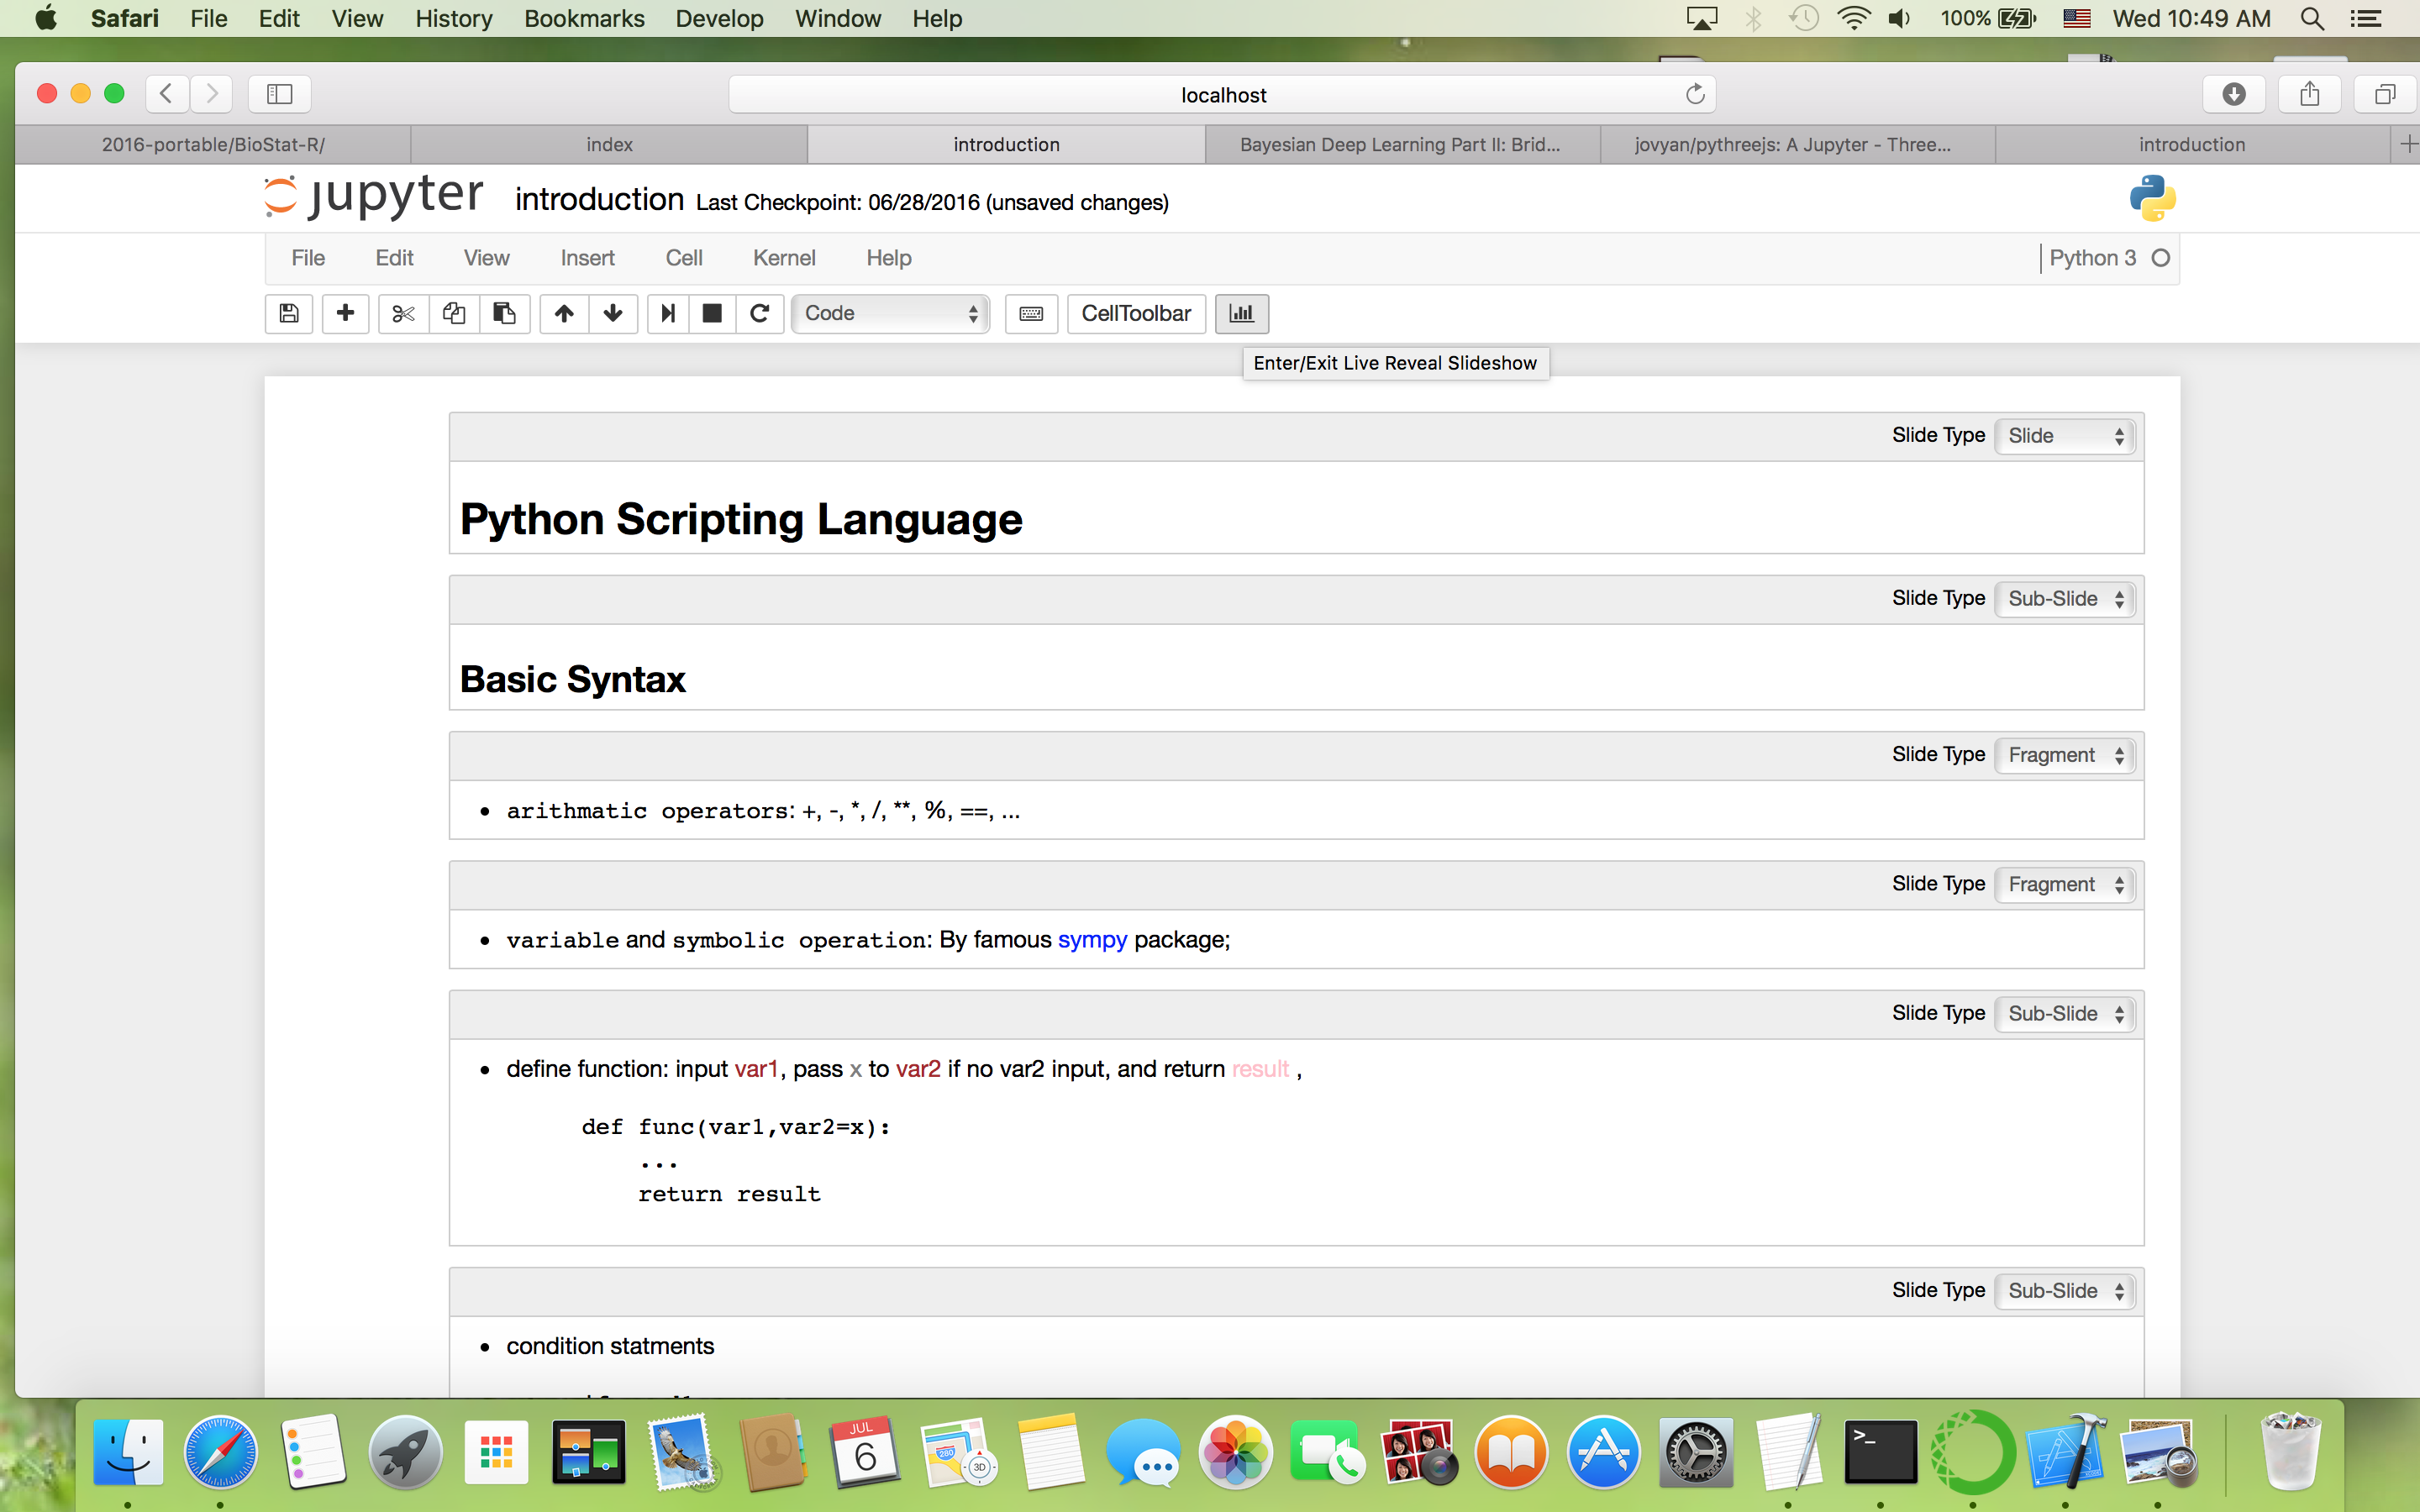 Safari File Edit View History Bookmarks Develop Window Help 100% Wed 10:49 AM
localhost
2016-portable/BioStat-R/ index introduction Bayesian Deep Learning Part II: Brid... jovyan/pythreejs: A Jupyter - Three... introduction
jupyter introduction Last Checkpoint: 06/28/2016 (unsaved changes)
File Edit View Insert Cell Kernel Help Python 3
Code CellToolbar
Enter/Exit Live Reveal Slideshow
Slide Type Slide
Python Scripting Language
Slide Type Sub-Slide
Basic Syntax
Slide Type Fragment
• arithmatic operators: +, -, *, /, **, %, ==, ...
Slide Type Fragment
• variable and symbolic operation: By famous sympy package;
Slide Type Sub-Slide
• define function: input var1, pass x to var2 if no var2 input, and return result ,
def func(var1,var2=x):
...
return result
Slide Type Sub-Slide
• condition statments
JUL
6
280
3D
>_